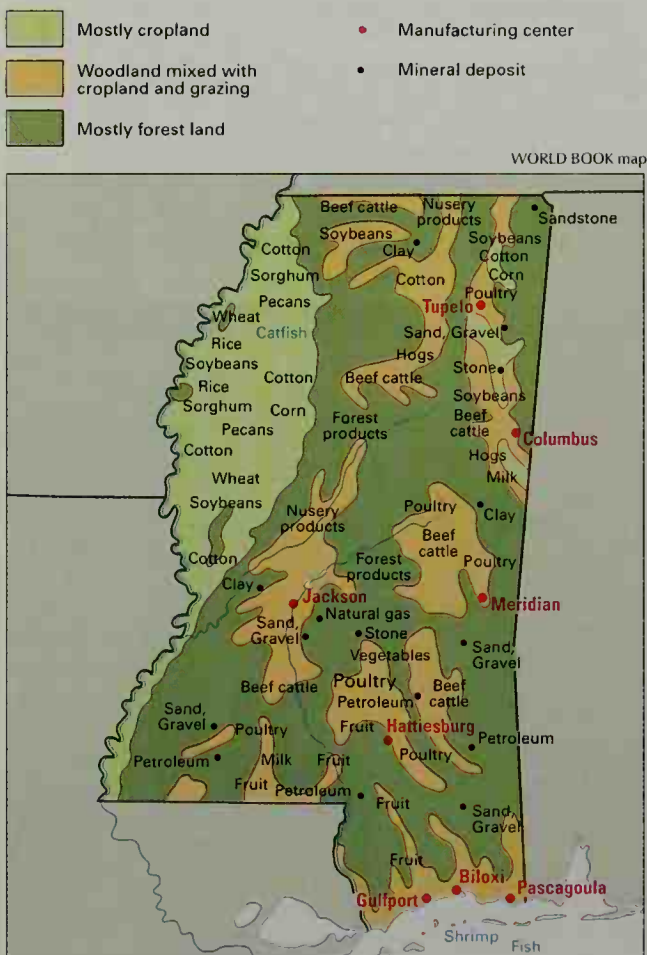 Mostly cropland
Woodland mixed with
cropland and grazing
Mostly forest land
Manufacturing center
Mineral deposit
WORLD BOOK map
Beef cattle
Nusery
products
Sandstone
Soybeans
Clay
Soybeans
Cotton
Cotton
Sorghum
Cotton
Corn
Pecans
Poultry
Tupelo
Wheat
Catfish
Sand, Gravel
Rice
Hogs
Soybeans
Stone
Rice
Cotton
Beef cattle
Soybeans
Sorghum
Corn
Forest
products
Beef
cattle
Columbus
Pecans
Cotton
Hogs
Milk
Wheat
Soybeans
Nusery
products
Poultry
Clay
Beef
cattle
Cotton
Forest
products
Poultry
Clay
Jackson
Meridian
Natural gas
Sand,
Gravel
Stone
Sand,
Gravel
Vegetables
Poultry
Beef cattle
Beef
cattle
Petroleum
Sand,
Gravel
Poultry
Fruit
Hattiesburg
Petroleum
Petroleum
Milk
Fruit
Poultry
Fruit
Petroleum
Fruit
Sand,
Gravel
Fruit
Biloxi
Gulfport
Pascagoula
Shrimp
Fish